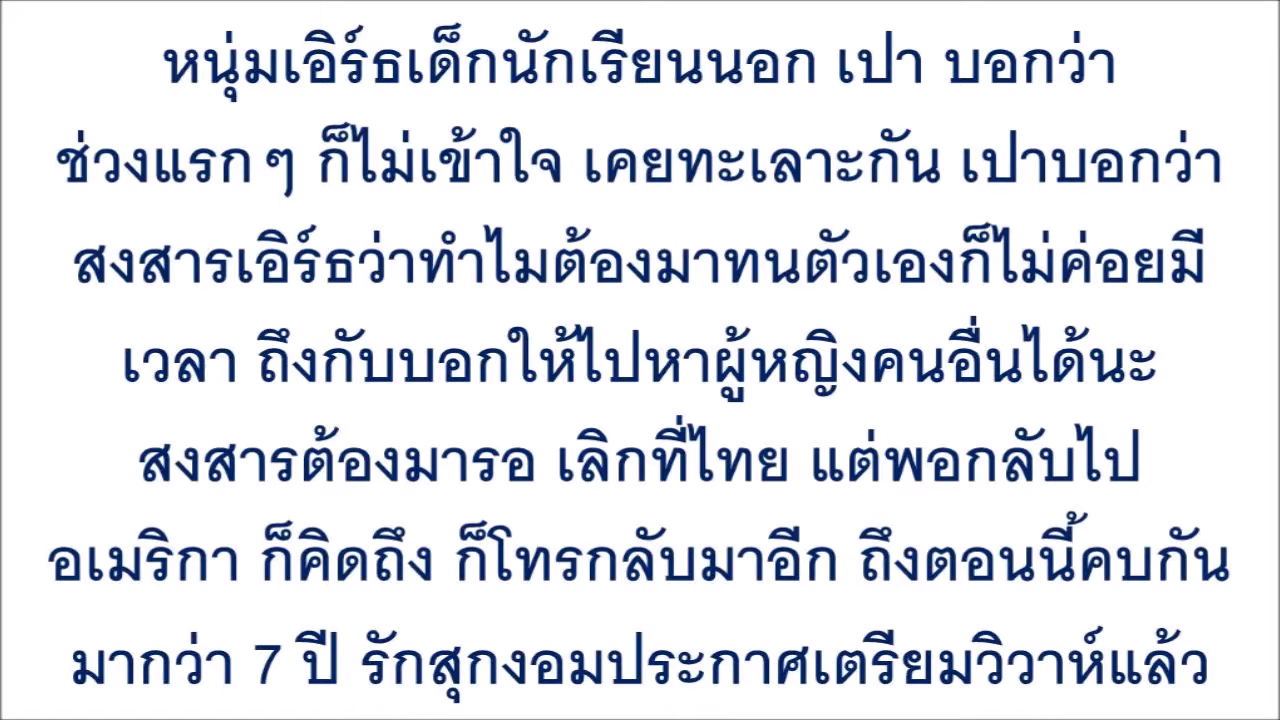 หนุ่มเอิร์ธเด็กนักเรียนนอก เปา บอกว่า
ช่วงแรกๆ ก็ไม่เข้าใจ เคยทะเลาะกัน เปาบอกว่า
สงสารเอิร์ธว่าทำไมต้องมาทนตัวเองก็ไม่ค่อยมี
เวลา ถึงกับบอกให้ไปหาผู้หญิงคนอื่นได้นะ
สงสารต้องมารอ เลิกที่ไทย แต่พอกลับไป
อเมริกา ก็คิดถึง ก็โทรกลับมาอีก ถึงตอนนี้คบกัน
มากว่า 7 ปี รักสุกงอมประกาศเตรียมวิวาห์แล้ว